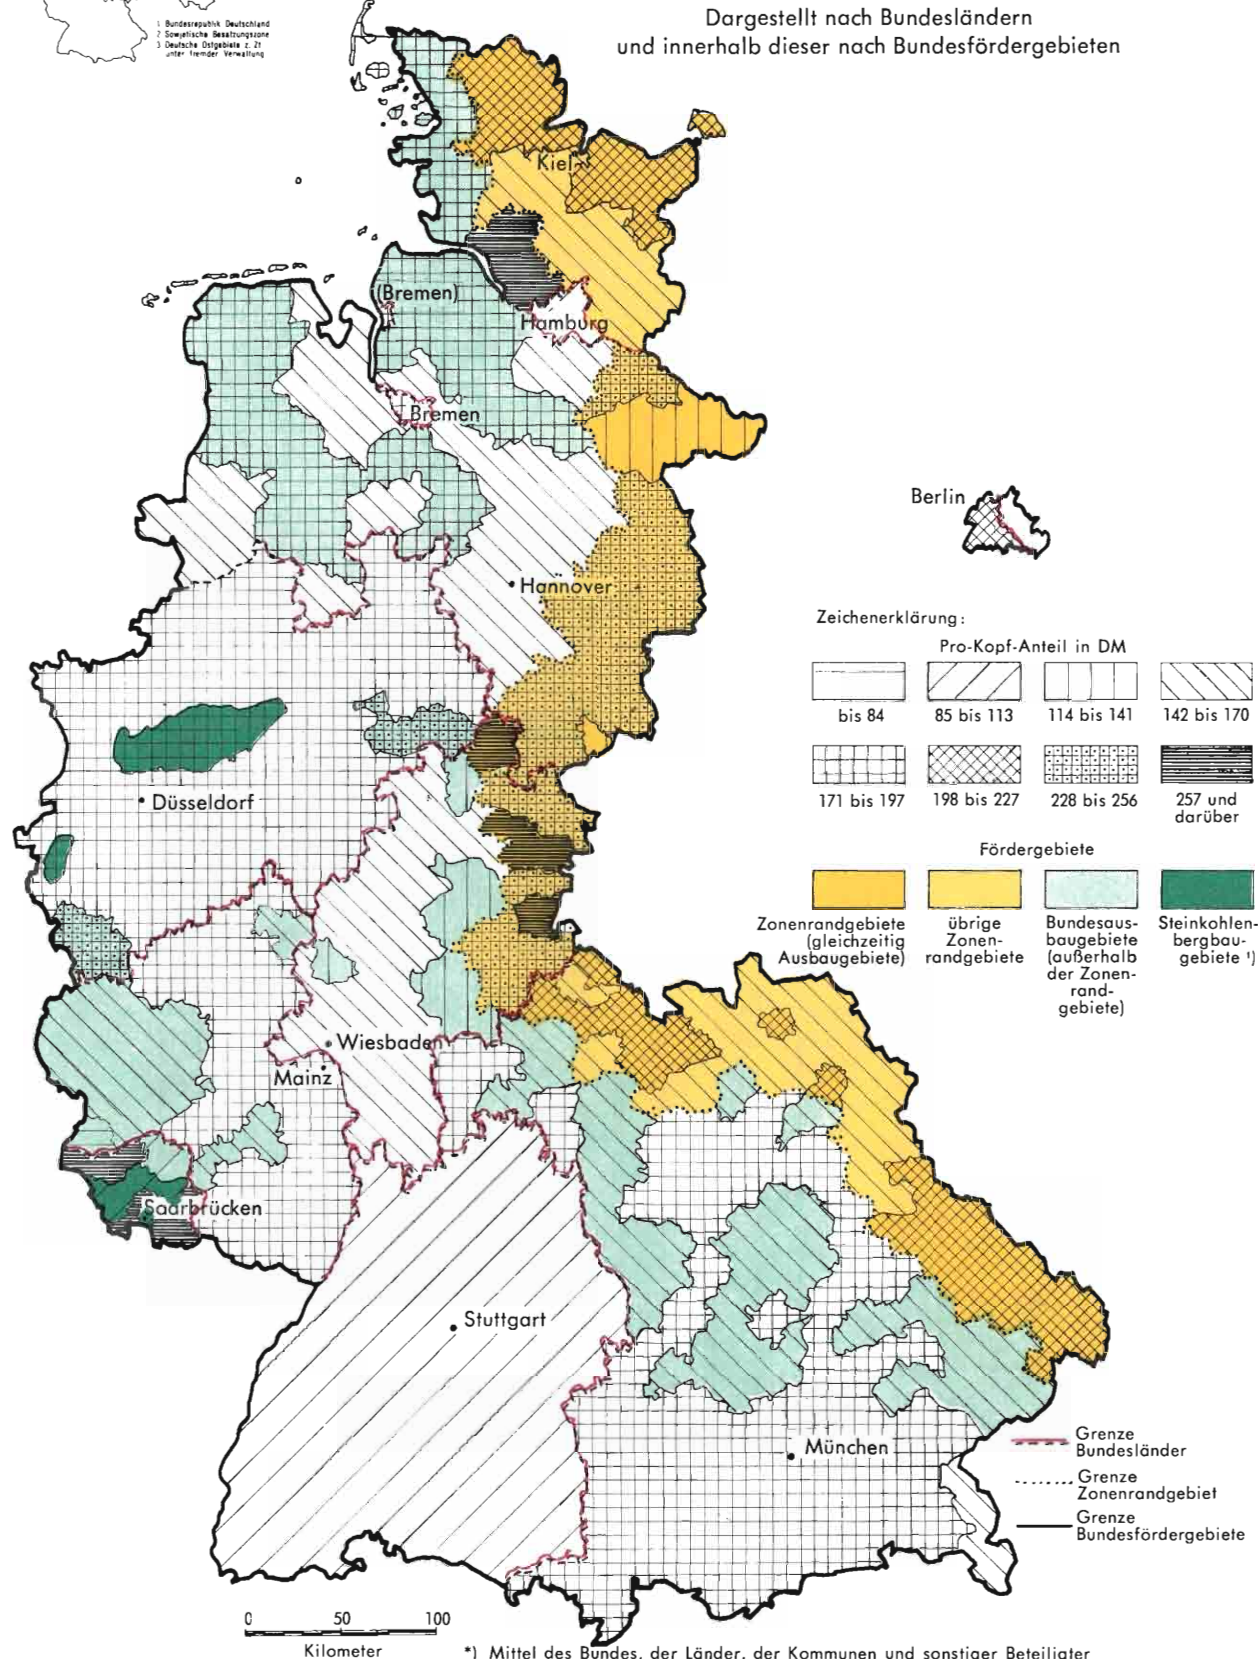 1 Bundesrepublik Deutschland
2 Sowjetische Besatzungszone
3 Deutsche Ostgebiete z. Zt
unter fremder Verwaltung
Dargestellt nach Bundesländern
und innerhalb dieser nach Bundesfördergebieten
Kiel
(Bremen)
Hamburg
Bremen
Berlin
Hannover
Düsseldorf
Wiesbaden
Mainz
Saarbrücken
Stuttgart
München
Zeichenerklärung:
Pro-Kopf-Anteil in DM
bis 84
85 bis 113
114 bis 141
142 bis 170
171 bis 197
198 bis 227
228 bis 256
257 und
darüber
Fördergebiete
Zonenrandgebiete
(gleichzeitig
Ausbaugebiete)
übrige
Zonen-
randgebiete
Bundesaus-
baugebiete
(außerhalb
der Zonen-
rand-
gebiete)
Steinkohlen-
bergbau-
gebiete ¹)
Grenze
Bundesländer
Grenze
Zonenrandgebiet
Grenze
Bundesfördergebiete
0 50 100
Kilometer
*) Mittel des Bundes, der Länder, der Kommunen und sonstiger Beteiligter